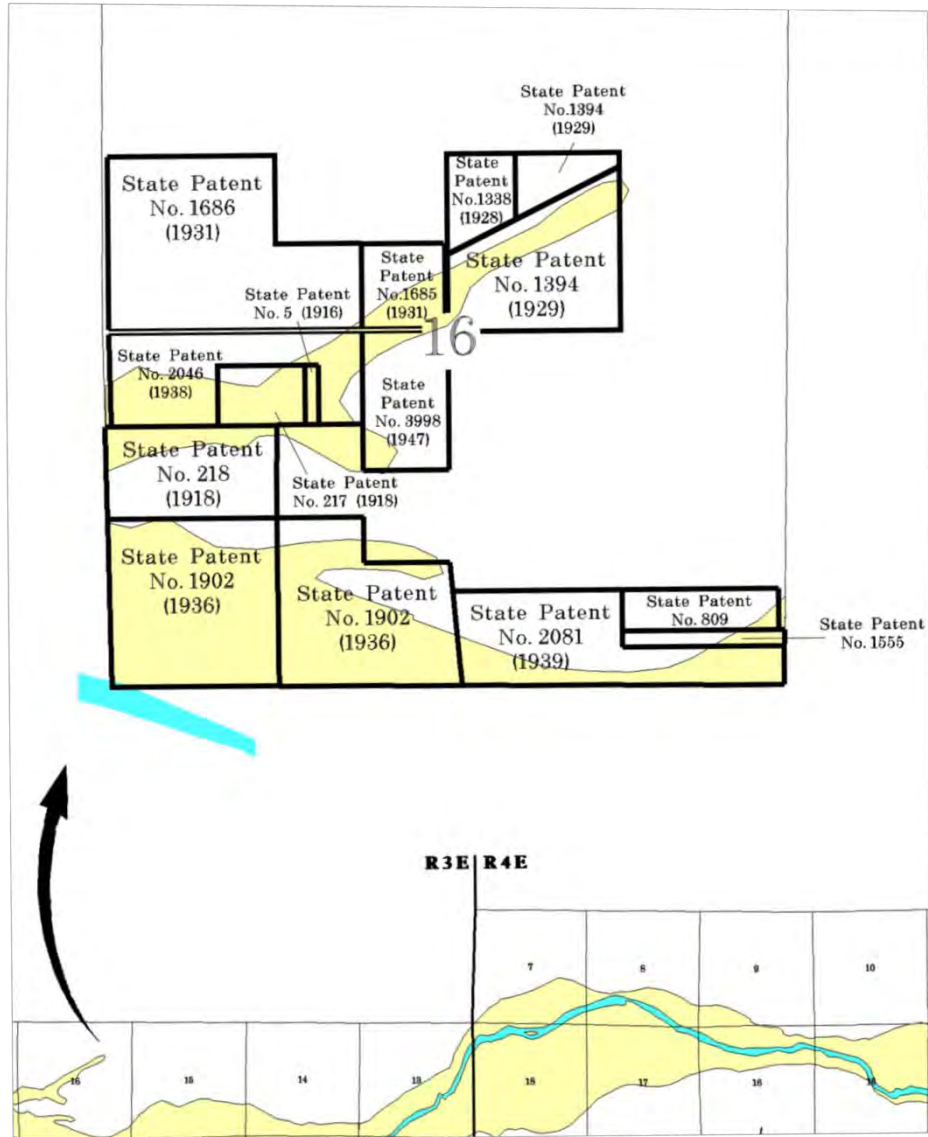 State Patent
No.1394
(1929)
State
Patent
No.1338
(1928)
State Patent
No. 1686
(1931)
State
Patent
No.1685
(1931)
State Patent
No. 1394
(1929)
State Patent
No. 5 (1916)
16
State Patent
No. 2046
(1938)
State
Patent
No. 3998
(1947)
State Patent
No. 218
(1918)
State Patent
No. 217 (1918)
State Patent
No. 1902
(1936)
State Patent
No. 1902
(1936)
State Patent
No. 2081
(1939)
State Patent
No. 809
State Patent
No. 1555
R3E R4E
7 8 9 10
16 15 14 13 18 17 16